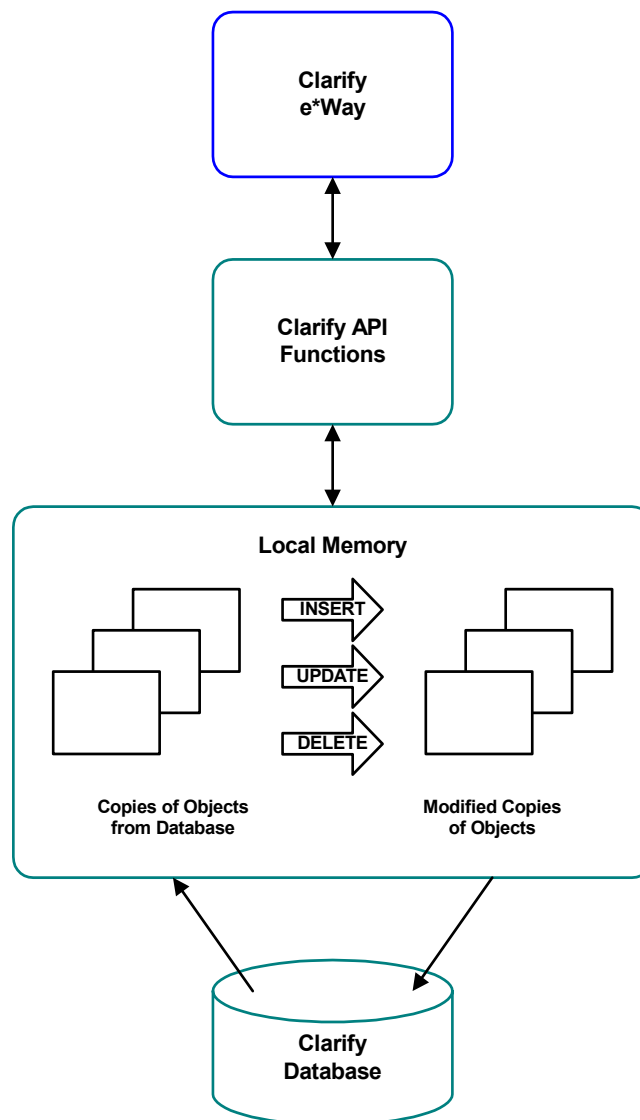 Clarify
e*Way
Clarify API
Functions
Local Memory
INSERT
UPDATE
DELETE
Copies of Objects
from Database
Modified Copies
of Objects
Clarify
Database